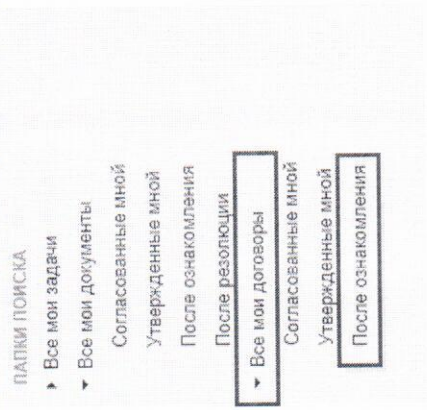 ПАПКИ ПОИСКА
▸ Все мои задачи
▾ Все мои документы
Согласованные мной
Утвержденные мной
После ознакомления
После резолюции
▾ Все мои договоры
Согласованные мной
Утвержденные мной
После ознакомления